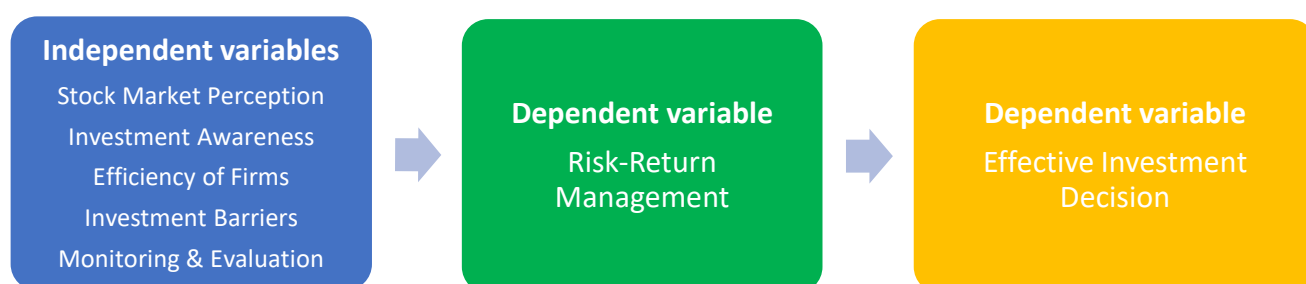 Independent variables
Stock Market Perception
Investment Awareness
Efficiency of Firms
Investment Barriers
Monitoring & Evaluation
Dependent variable
Risk-Return
Management
Dependent variable
Effective Investment
Decision